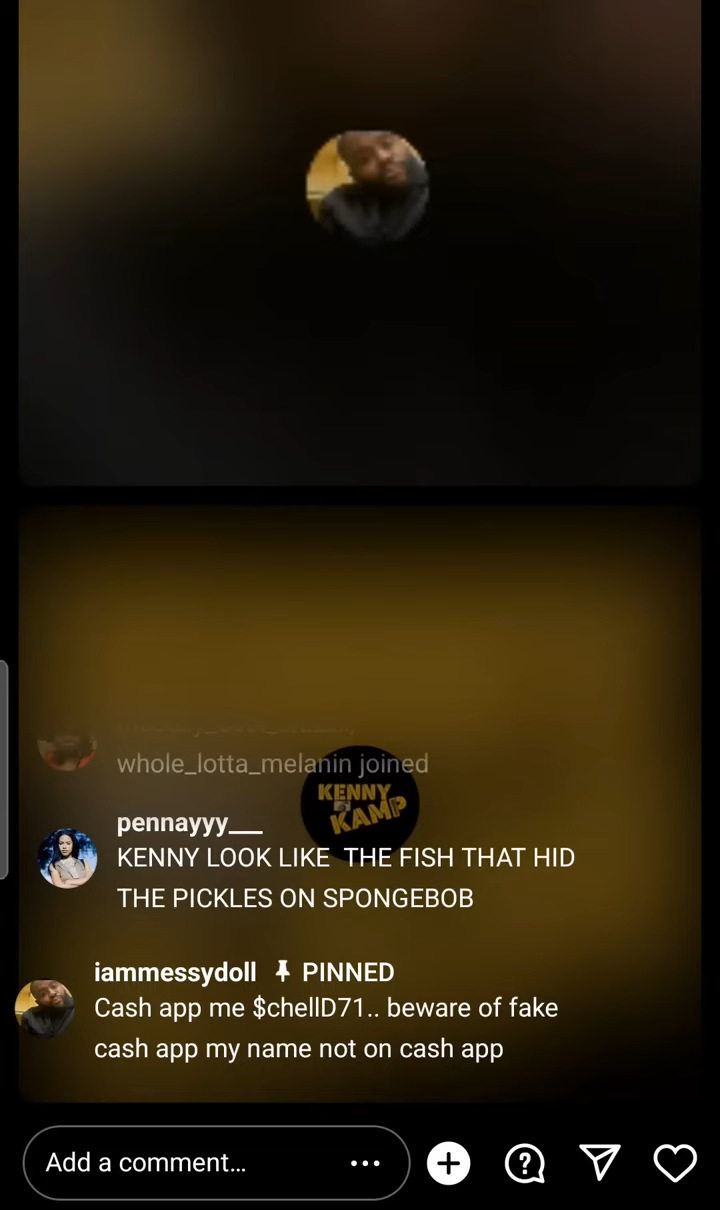 whole_lotta_melanin joined
KENNY
KAMP
pennayyy___
KENNY LOOK LIKE THE FISH THAT HID
THE PICKLES ON SPONGEBOB
iammessydoll PINNED
Cash app me $chellD71.. beware of fake
cash app my name not on cash app
Add a comment...